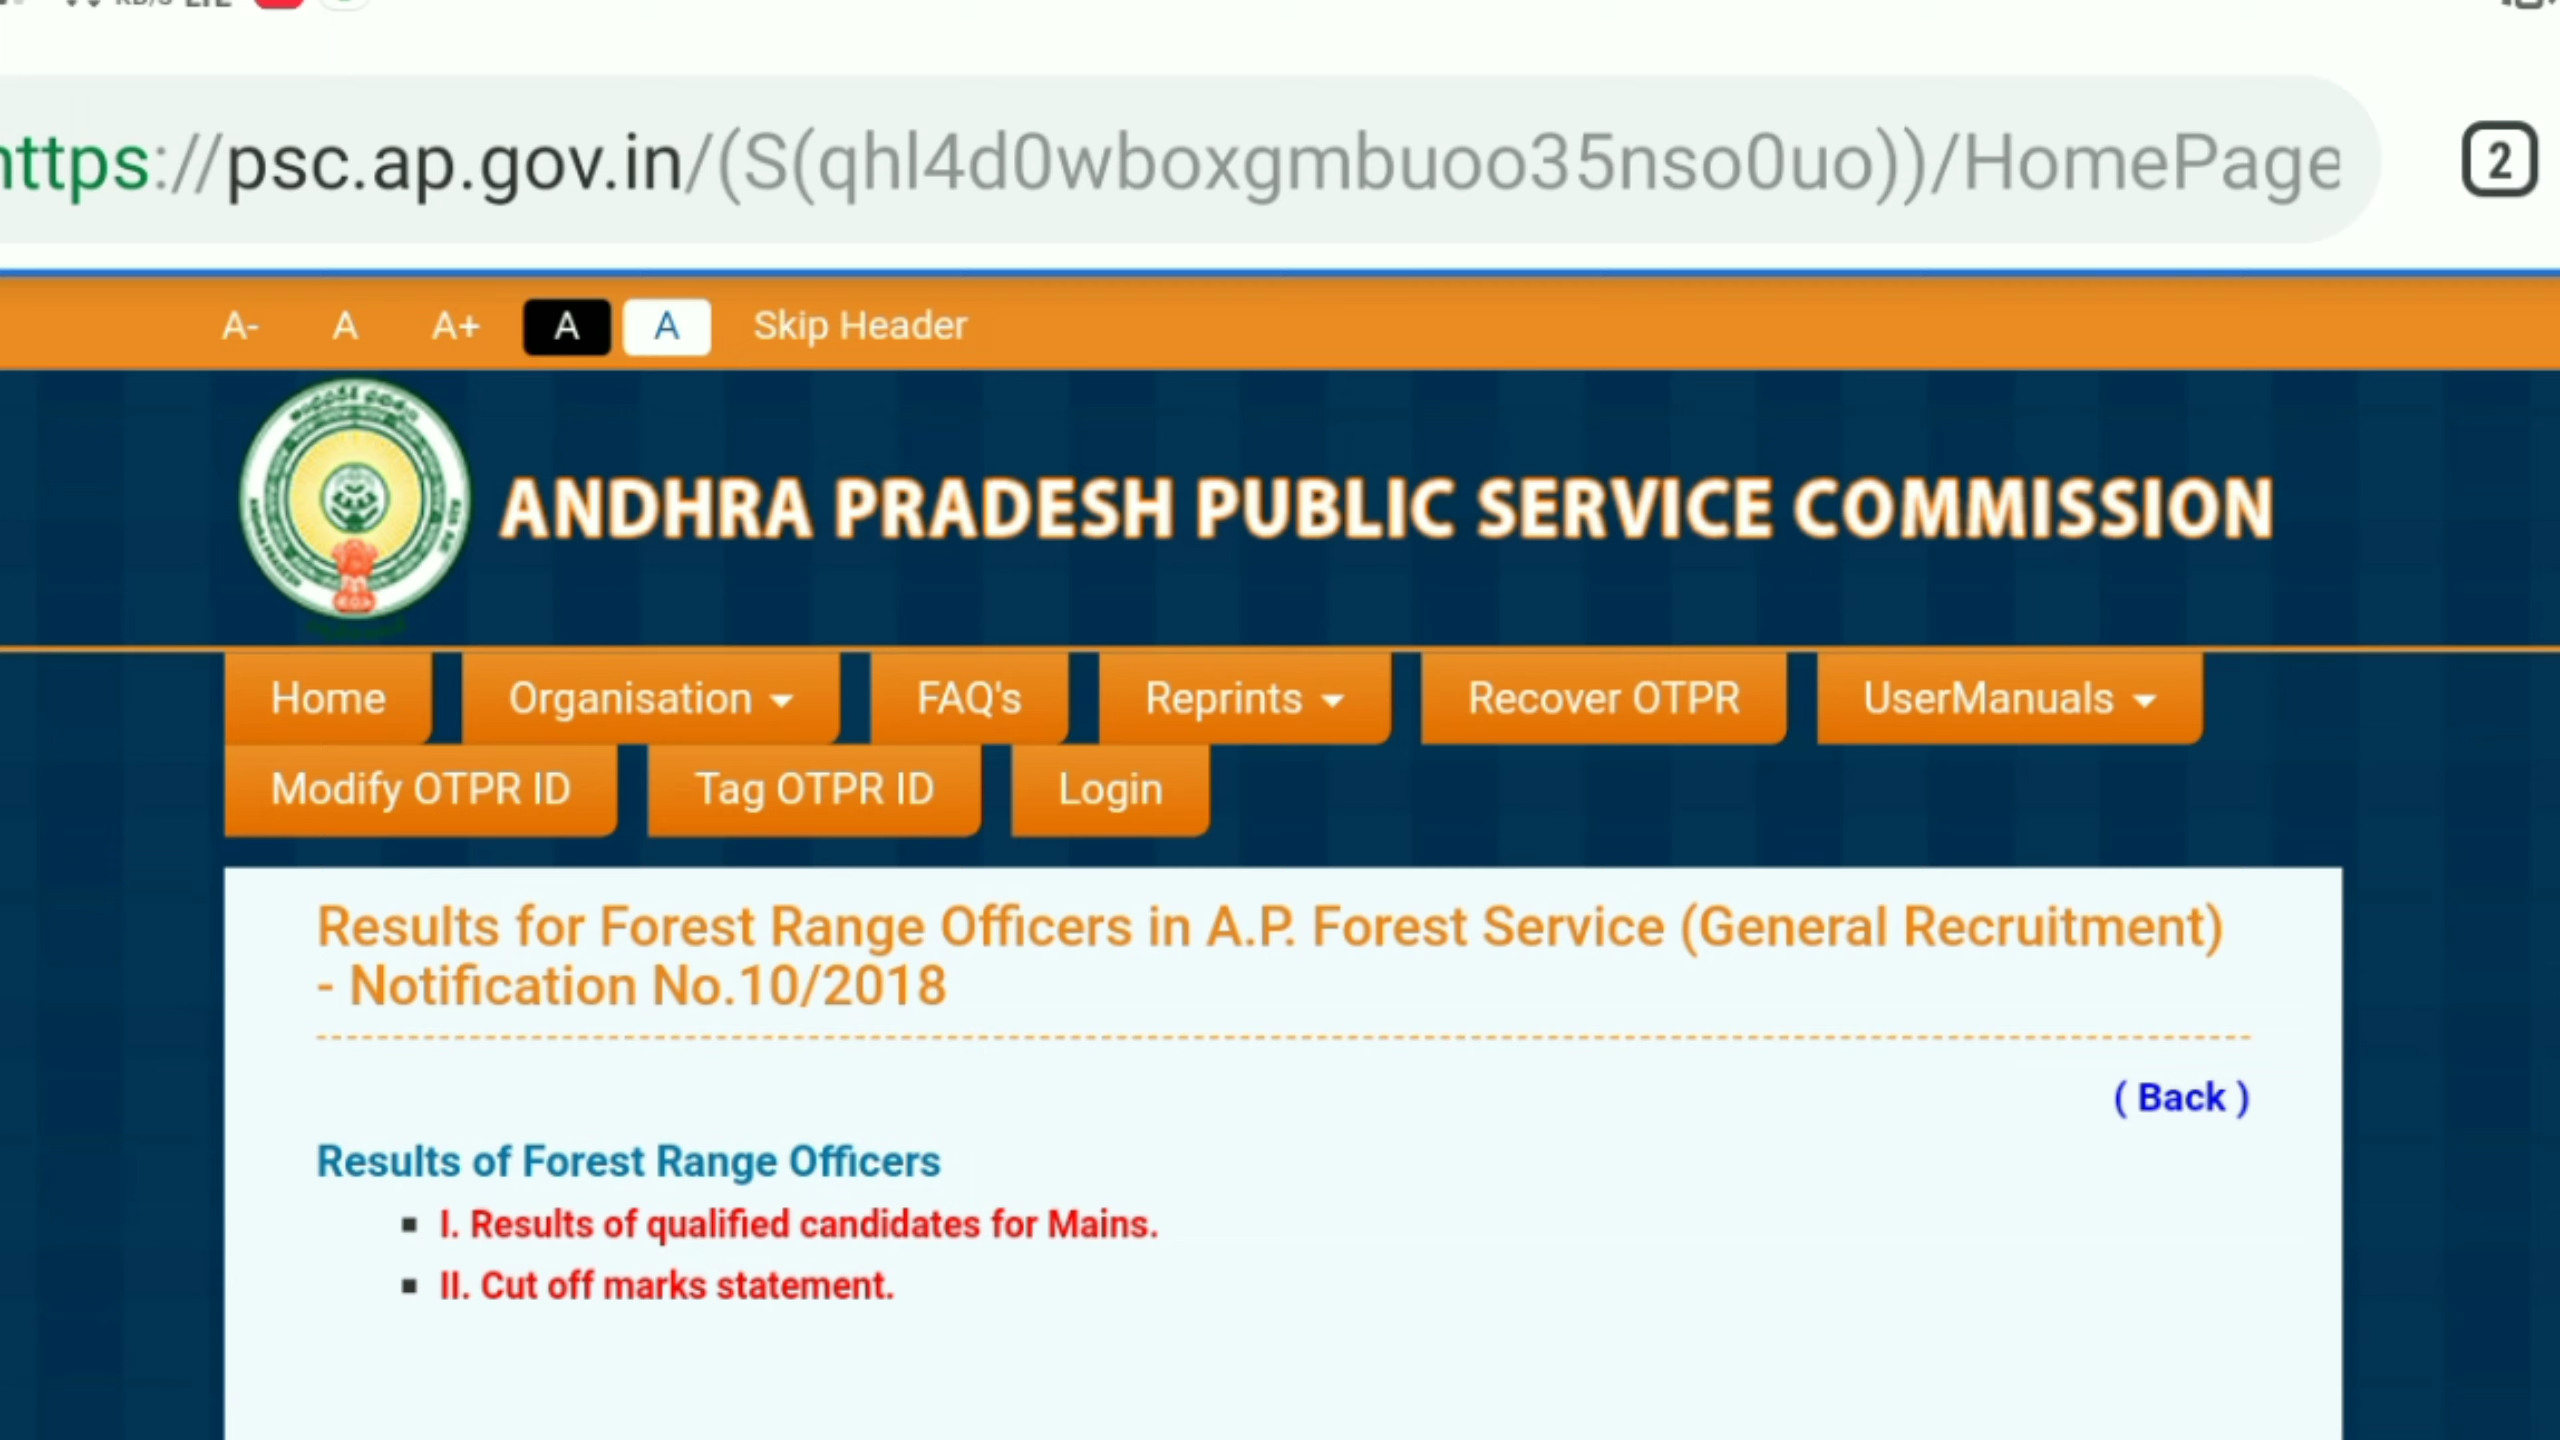 https://psc.ap.gov.in/(S(qhl4d0wboxgmbuoo35nso0uo))/HomePage
2
A- A A+ A A Skip Header
ANDHRA PRADESH PUBLIC SERVICE COMMISSION
Home Organisation FAQ's Reprints Recover OTPR UserManuals
Modify OTPR ID Tag OTPR ID Login
Results for Forest Range Officers in A.P. Forest Service (General Recruitment)
- Notification No.10/2018
( Back )
Results of Forest Range Officers
I. Results of qualified candidates for Mains.
II. Cut off marks statement.